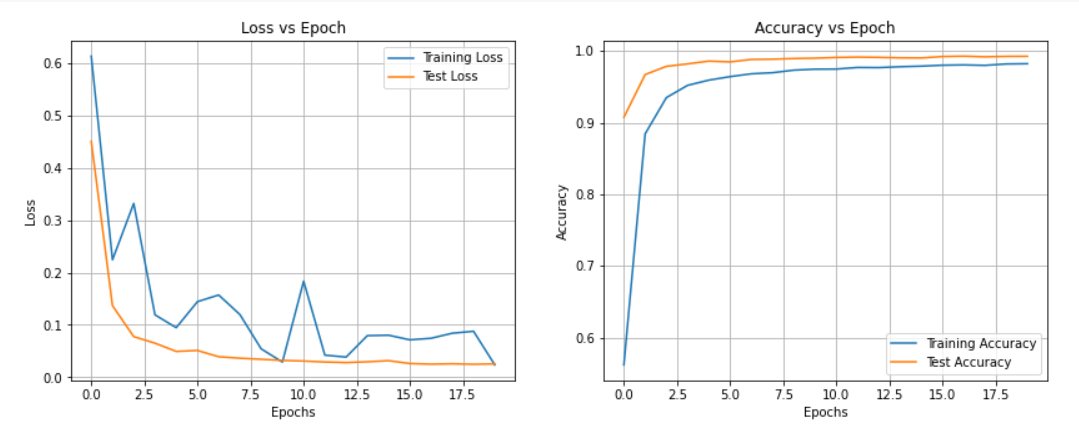 Loss vs Epoch
Training Loss
Test Loss
0.6
0.5
0.4
0.3
0.2
0.1
0.0
Loss
0.0 2.5 5.0 7.5 10.0 12.5 15.0 17.5
Epochs
Accuracy vs Epoch
1.0
0.9
0.8
0.7
0.6
Accuracy
Training Accuracy
Test Accuracy
0.0 2.5 5.0 7.5 10.0 12.5 15.0 17.5
Epochs